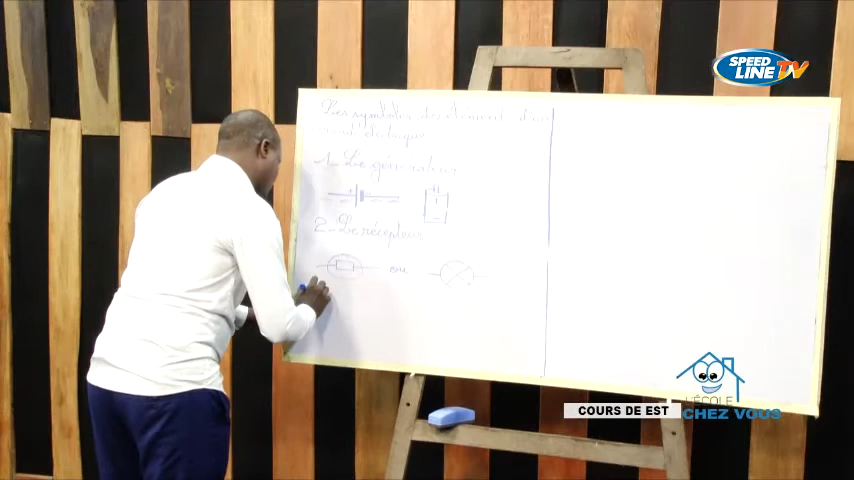 SPEED
LINE TV
Les symboles des élément d'un
circuit électrique
1- Le générateur
2- Le récepteur
ou
COURS DE EST
L'ÉCOLE
CHEZ VOUS